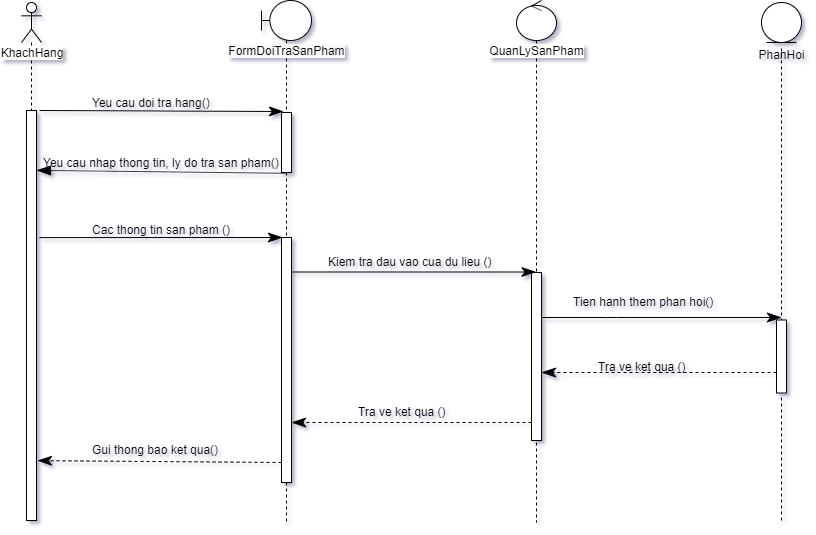 KhachHang
FormDoiTraSanPham
QuanLySanPham
PhanHoi
Yeu cau doi tra hang()
Yeu cau nhap thong tin, ly do tra san pham()
Cac thong tin san pham ()
Kiem tra dau vao cua du lieu ()
Tien hanh them phan hoi()
Tra ve ket qua ()
Tra ve ket qua ()
Gui thong bao ket qua()